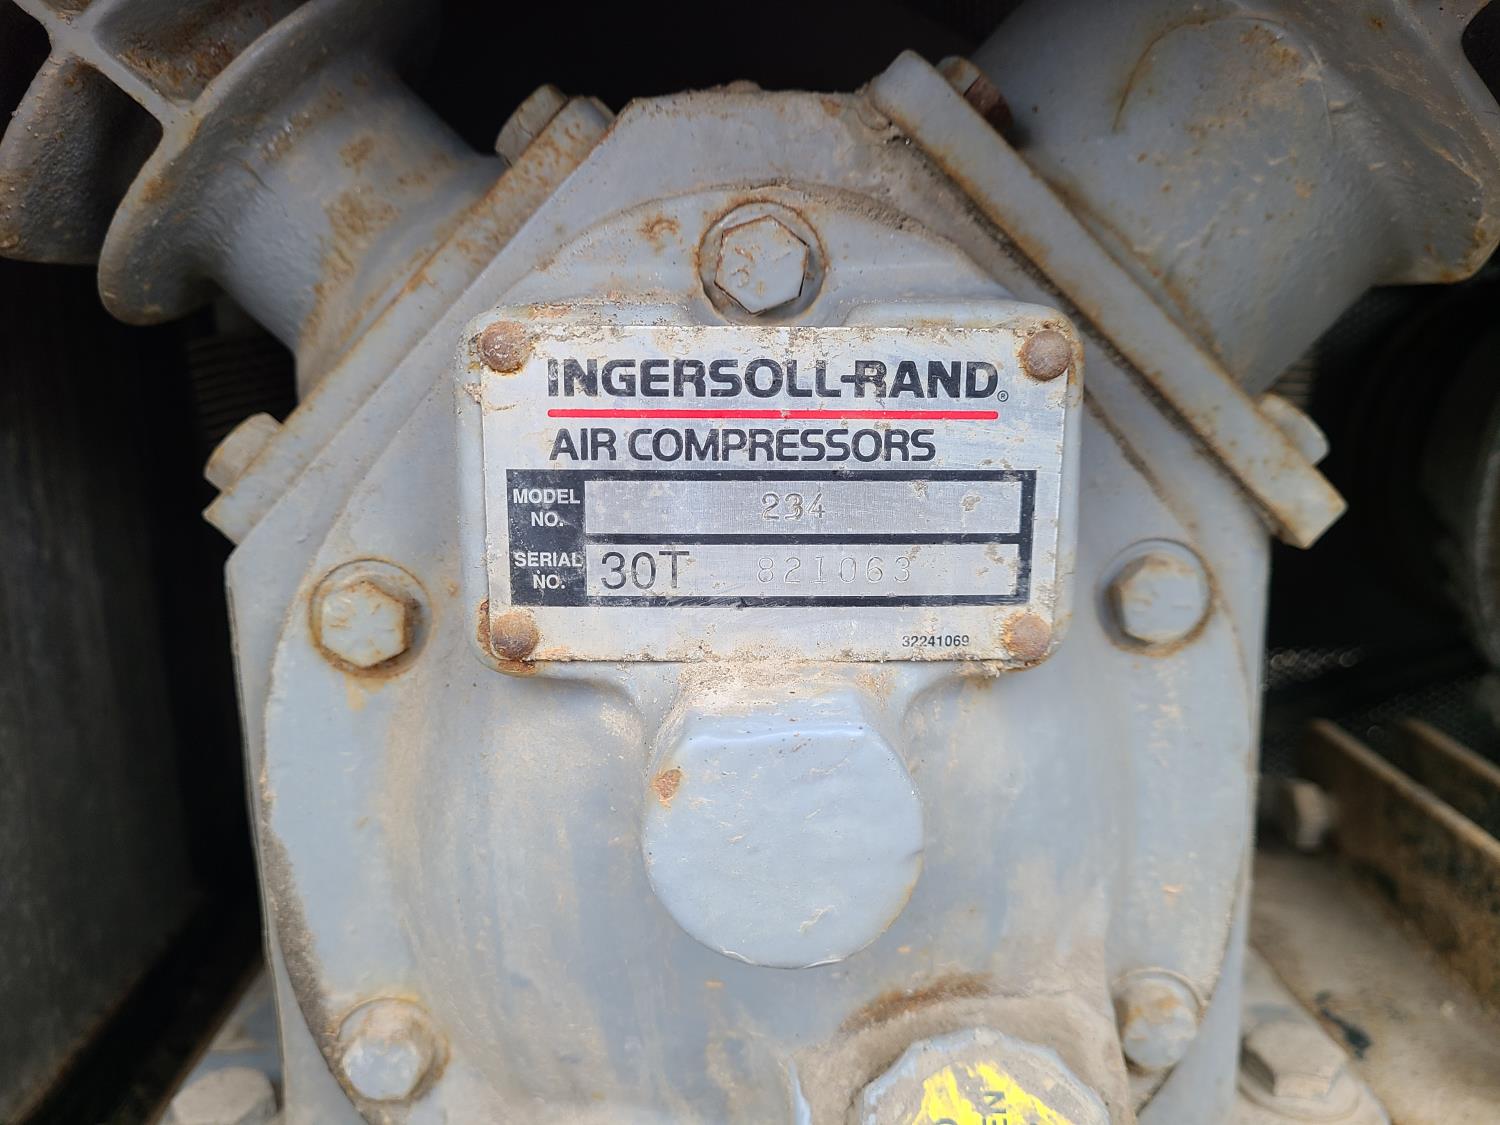 INGERSOLL-RAND®
AIR COMPRESSORS
MODEL NO. 234
SERIAL NO. 30T 821063
32241069